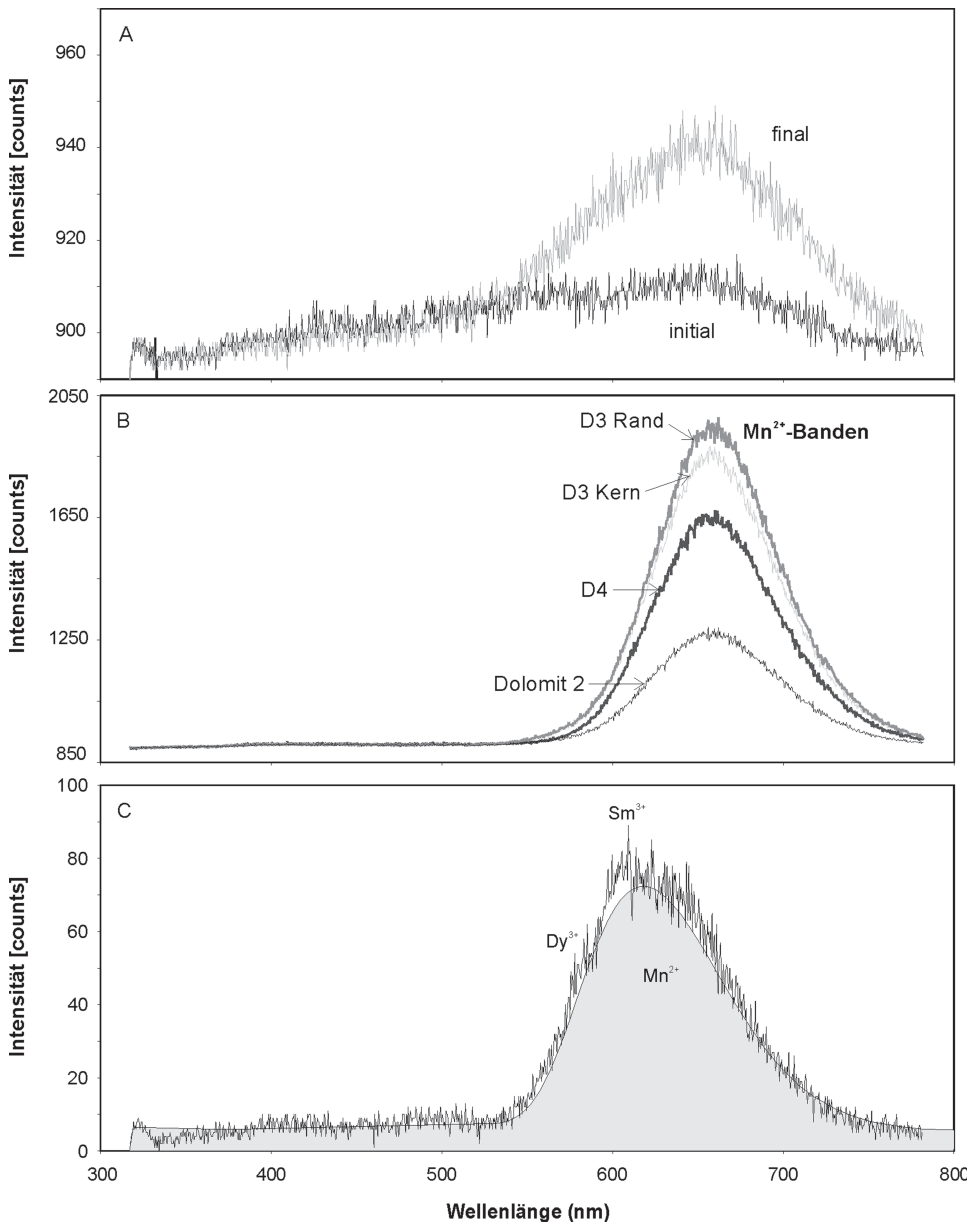 A
960
940
920
900
Intensität [counts]
final
initial
B
2050
1650
1250
850
Intensität [counts]
D3 Rand
Mn²⁺-Banden
D3 Kern
D4
Dolomit 2
C
100
80
60
40
20
0
Intensität [counts]
Sm³⁺
Dy³⁺
Mn²⁺
300 400 500 600 700 800
Wellenlänge (nm)